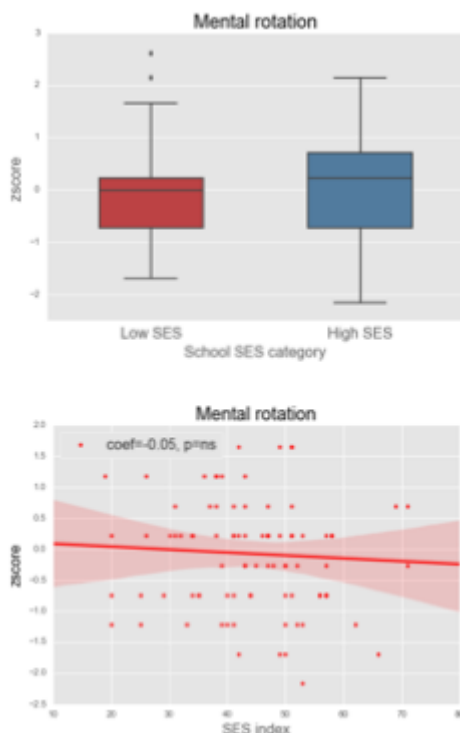 Mental rotation
3
2
1
0
−1
−2
zscore
Low SES High SES
School SES category
Mental rotation
2.0
1.5
1.0
0.5
0.0
−0.5
−1.0
−1.5
−2.0
−2.5
zscore
coef=-0.05, p=ns
10 20 30 40 50 60 70 80
SES index